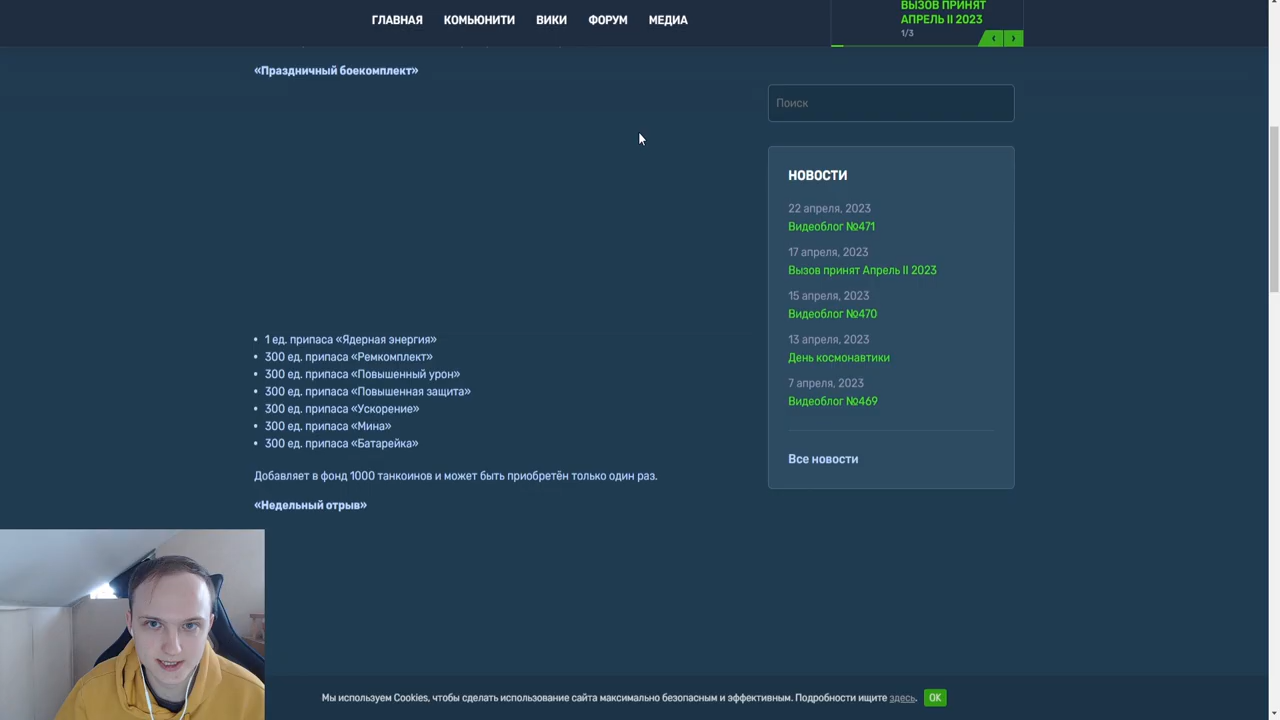 ГЛАВНАЯ
КОМЬЮНИТИ
ВИКИ
ФОРУМ
МЕДИА
ВЫЗОВ ПРИНЯТ
АПРЕЛЬ II 2023
1/3
«Праздничный боекомплект»
1 ед. припаса «Ядерная энергия»
300 ед. припаса «Ремкомплект»
300 ед. припаса «Повышенный урон»
300 ед. припаса «Повышенная защита»
300 ед. припаса «Ускорение»
300 ед. припаса «Мина»
300 ед. припаса «Батарейка»
Добавляет в фонд 1000 танкоинов и может быть приобретён только один раз.
«Недельный отрыв»
Поиск
НОВОСТИ
22 апреля, 2023
Видеоблог №471
17 апреля, 2023
Вызов принят Апрель II 2023
15 апреля, 2023
Видеоблог №470
13 апреля, 2023
День космонавтики
7 апреля, 2023
Видеоблог №469
Все новости
Мы используем Cookies, чтобы сделать использование сайта максимально безопасным и эффективным. Подробности ищите здесь.
OK